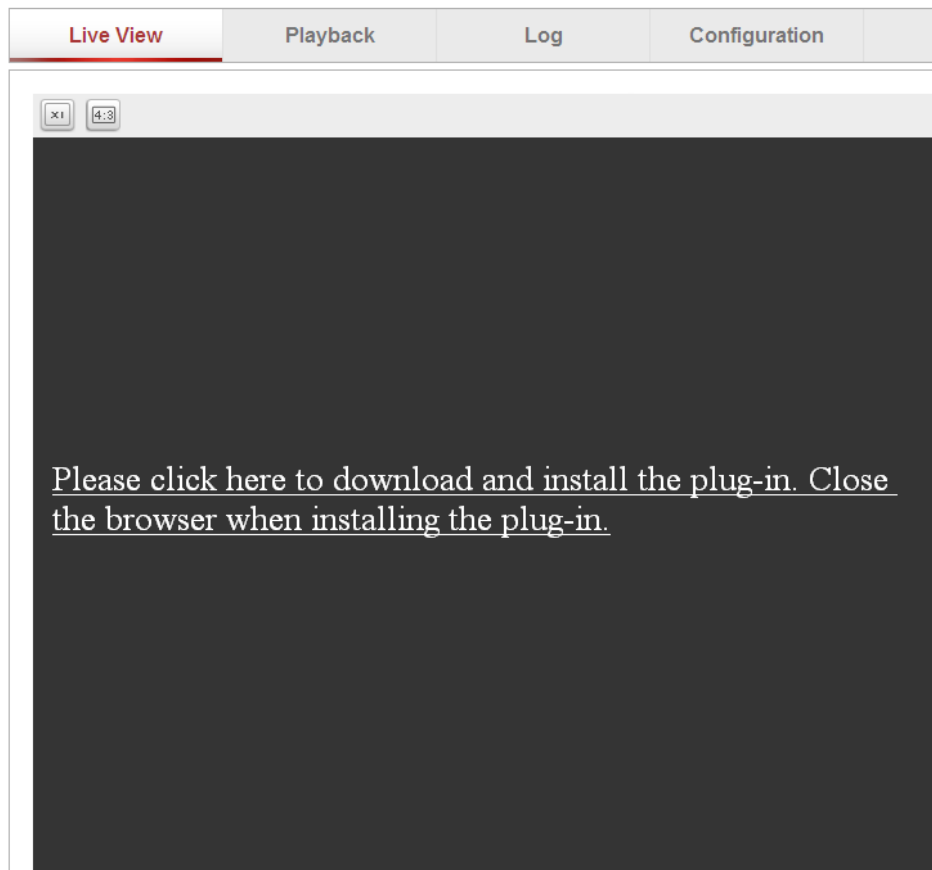 Live View Playback Log Configuration
X1 4:3
Please click here to download and install the plug-in. Close
the browser when installing the plug-in.